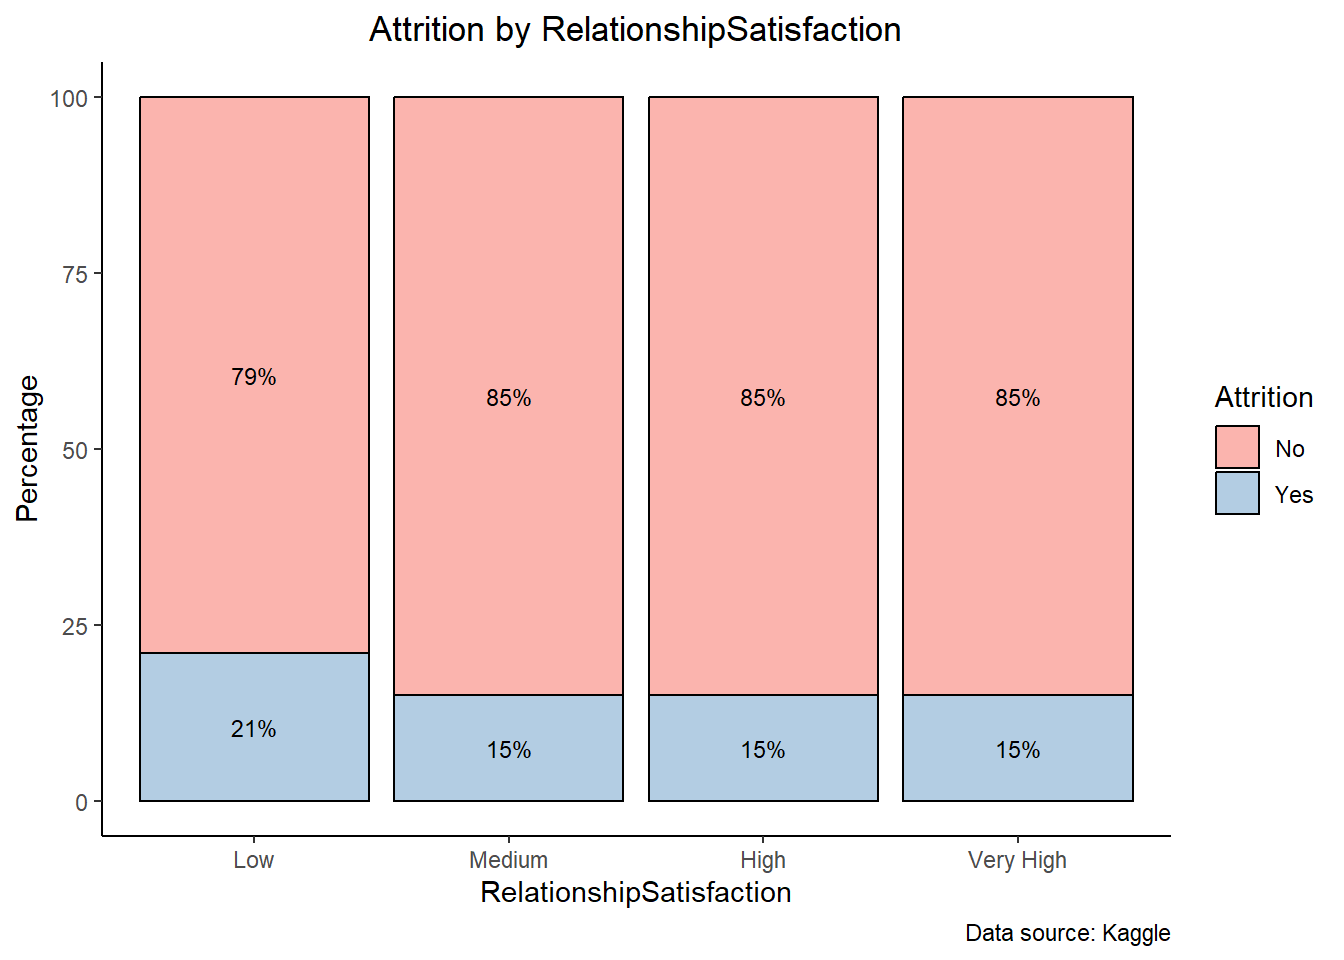 Attrition by RelationshipSatisfaction
Percentage
100
75
50
25
0
79%
85%
85%
85%
21%
15%
15%
15%
Low
Medium
High
Very High
RelationshipSatisfaction
Attrition
No
Yes
Data source: Kaggle